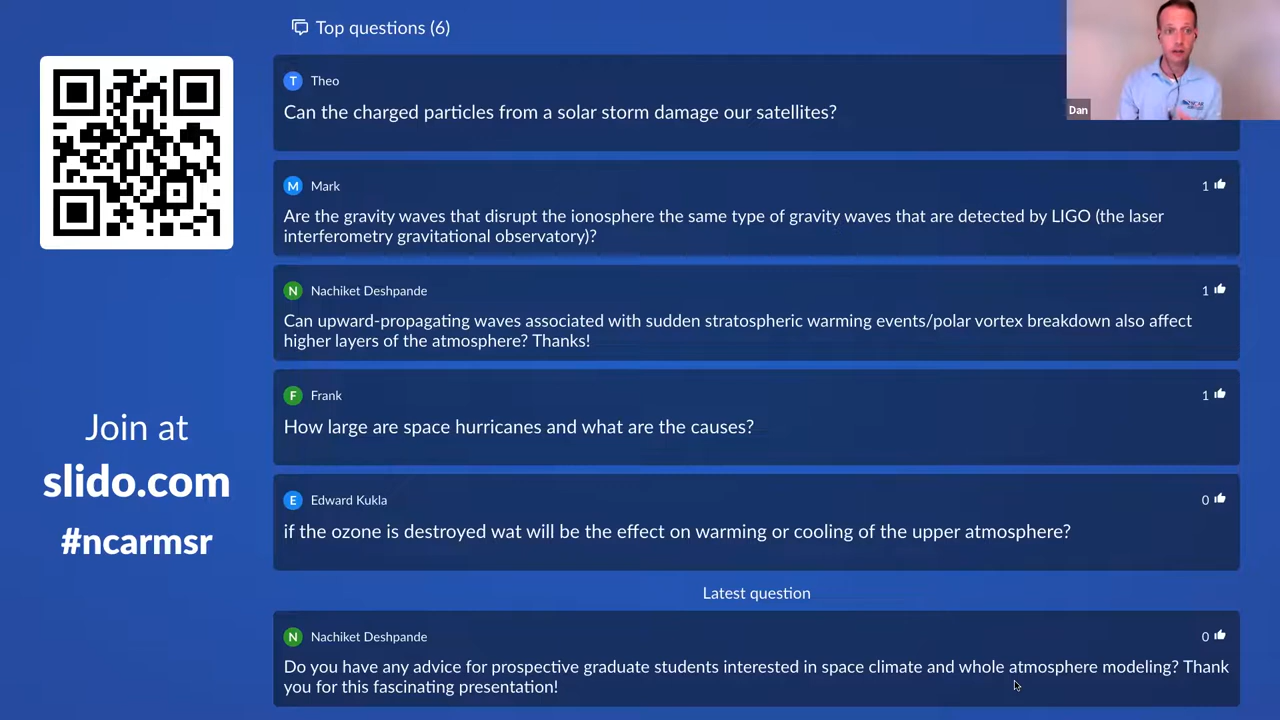 Top questions (6)
T Theo
Can the charged particles from a solar storm damage our satellites?
Dan
M Mark 1
Are the gravity waves that disrupt the ionosphere the same type of gravity waves that are detected by LIGO (the laser
interferometry gravitational observatory)?
N Nachiket Deshpande 1
Can upward-propagating waves associated with sudden stratospheric warming events/polar vortex breakdown also affect
higher layers of the atmosphere? Thanks!
F Frank 1
How large are space hurricanes and what are the causes?
E Edward Kukla 0
if the ozone is destroyed wat will be the effect on warming or cooling of the upper atmosphere?
Latest question
N Nachiket Deshpande 0
Do you have any advice for prospective graduate students interested in space climate and whole atmosphere modeling? Thank
you for this fascinating presentation!
Join at
slido.com
#ncarmsr